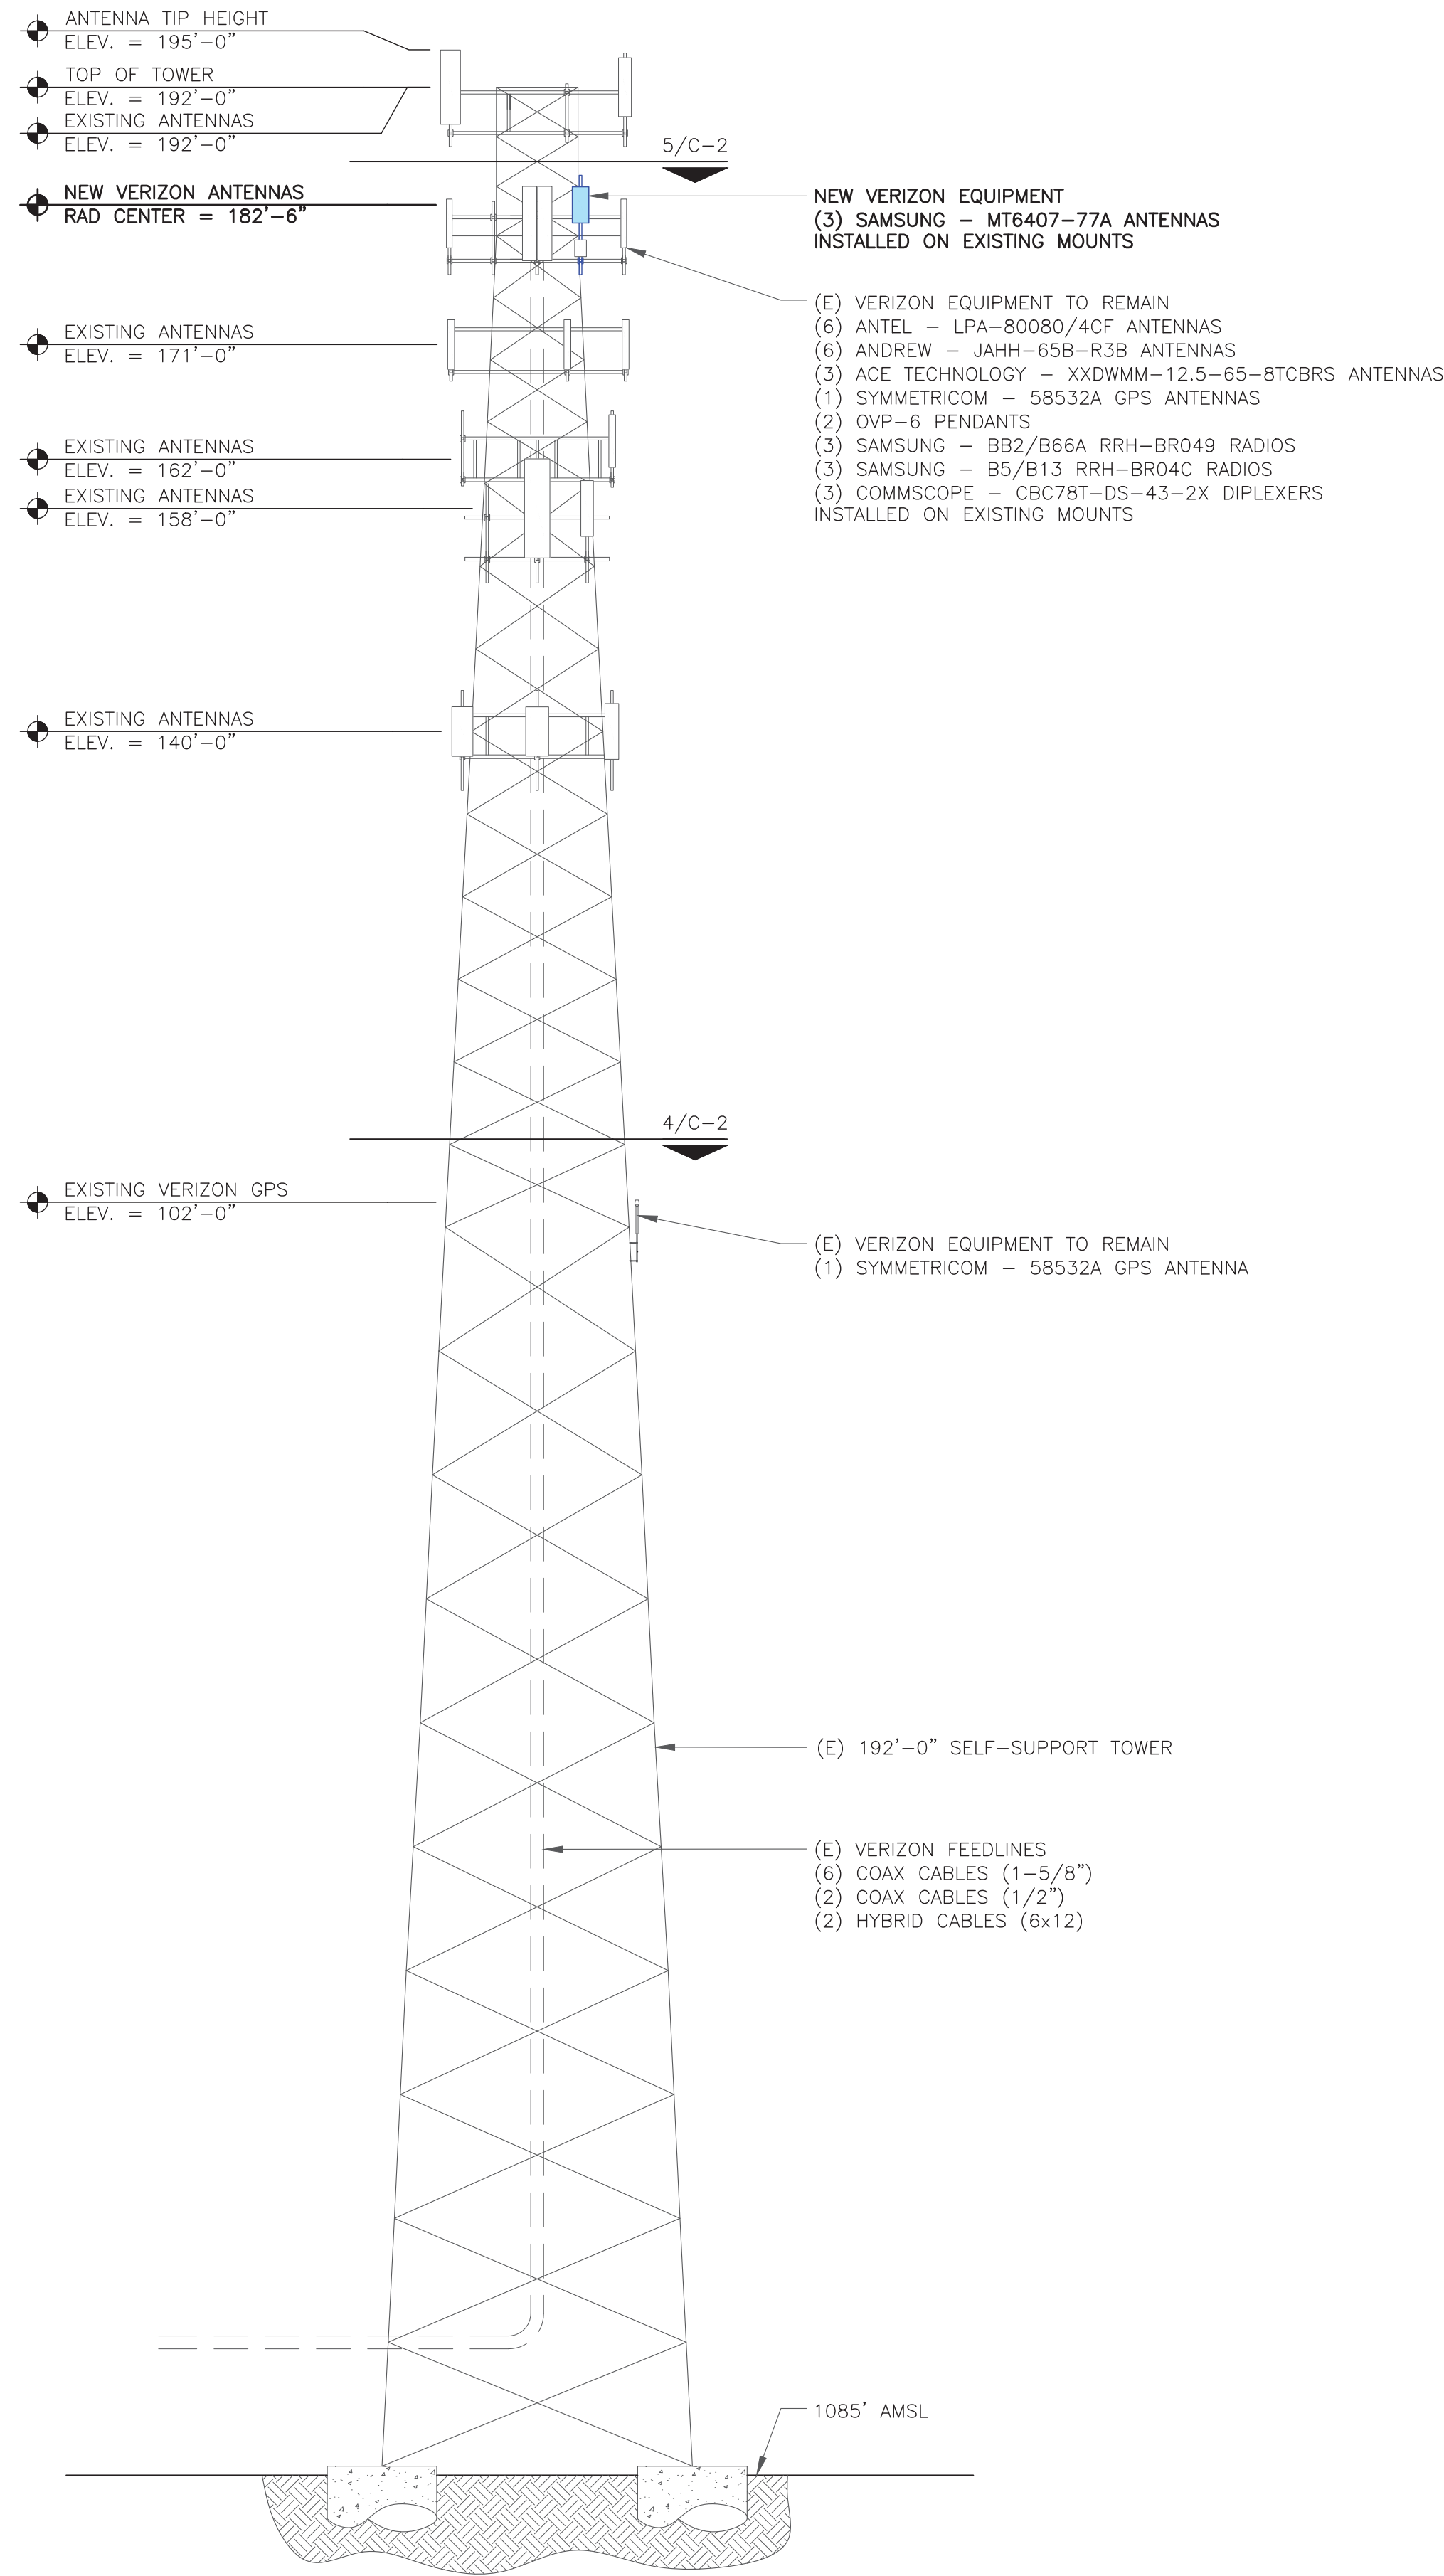 ANTENNA TIP HEIGHT
ELEV. = 195'-0"
TOP OF TOWER
ELEV. = 192'-0"
EXISTING ANTENNAS
ELEV. = 192'-0"
5/C-2
NEW VERIZON ANTENNAS
RAD CENTER = 182'-6"
NEW VERIZON EQUIPMENT
(3) SAMSUNG - MT6407-77A ANTENNAS
INSTALLED ON EXISTING MOUNTS
(E) VERIZON EQUIPMENT TO REMAIN
(6) ANTEL - LPA-80080/4CF ANTENNAS
(6) ANDREW - JAHH-65B-R3B ANTENNAS
(3) ACE TECHNOLOGY - XXDWMM-12.5-65-8TCBRS ANTENNAS
(1) SYMMETRICOM - 58532A GPS ANTENNAS
(2) OVP-6 PENDANTS
(3) SAMSUNG - BB2/B66A RRH-BR049 RADIOS
(3) SAMSUNG - B5/B13 RRH-BR04C RADIOS
(3) COMMSCOPE - CBC78T-DS-43-2X DIPLEXERS
INSTALLED ON EXISTING MOUNTS
EXISTING ANTENNAS
ELEV. = 171'-0"
EXISTING ANTENNAS
ELEV. = 162'-0"
EXISTING ANTENNAS
ELEV. = 158'-0"
EXISTING ANTENNAS
ELEV. = 140'-0"
4/C-2
EXISTING VERIZON GPS
ELEV. = 102'-0"
(E) VERIZON EQUIPMENT TO REMAIN
(1) SYMMETRICOM - 58532A GPS ANTENNA
(E) 192'-0" SELF-SUPPORT TOWER
(E) VERIZON FEEDLINES
(6) COAX CABLES (1-5/8")
(2) COAX CABLES (1/2")
(2) HYBRID CABLES (6x12)
1085' AMSL